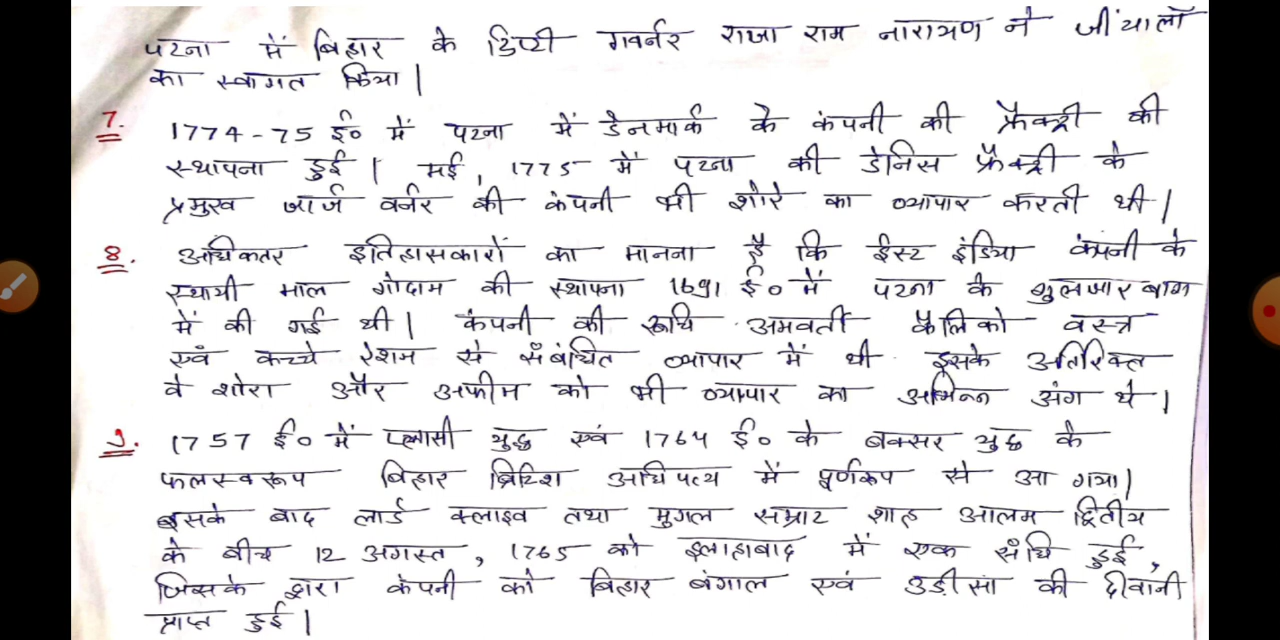 पटना में बिहार के डिप्टी गवर्नर राजा राम नारायण ने जीयालॉ
का स्वागत किया|
7. 1774-75 ई० में पटना में डेनमार्क के कंपनी की फ्रैक्ट्री की
स्थापना हुई| मई, 1775 में पटना की डेनिस फ्रैक्ट्री के
प्रमुख जार्ज वर्नर की कंपनी भी शोरे का व्यापार करती थी|
8. अधिकतर इतिहासकारों का मानना है कि ईस्ट इंडिया कंपनी के
स्थायी माल गोदाम की स्थापना 1691 ई० में पटना के गुलजार बाग
में की गई थी| कंपनी की रूचि अमवर्ती कैलिको वस्त्र
एवं कच्चे रेशम से संबंधित व्यापार में थी इसके अतिरिक्त
वे शोरा और अफीम को भी व्यापार का अभिन्न अंग थे|
9. 1757 ई० में प्लासी युद्ध एवं 1764 ई० के बक्सर युद्ध के
फलस्वरूप बिहार ब्रिटिश आधिपत्य में पूर्णरूप से आ गया|
इसके बाद लार्ड क्लाइव तथा मुगल सम्राट शाह आलम द्वितीय
के बीच 12 अगस्त, 1765 को इलाहाबाद में एक संधि हुई,
जिसके द्वारा कंपनी को बिहार बंगाल एवं उड़ीसा की दीवानी
प्राप्त हुई|